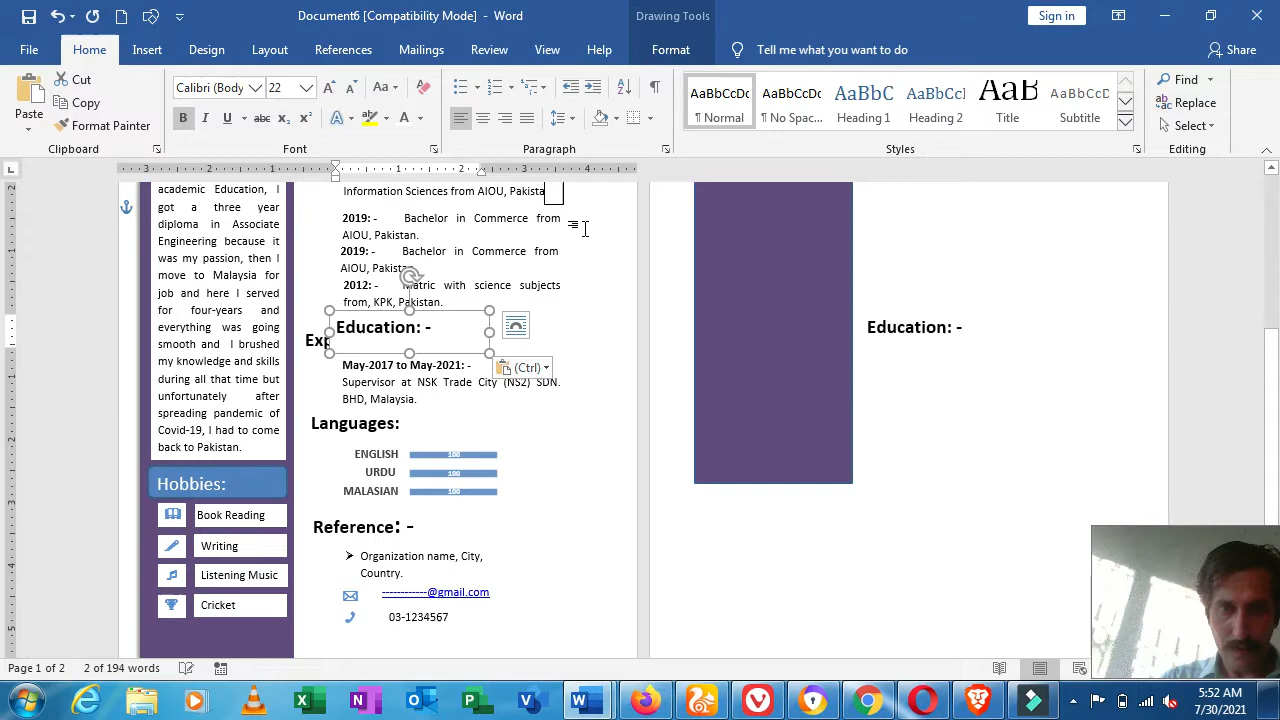 Document6 [Compatibility Mode] - Word
Drawing Tools
Sign in
File
Home
Insert
Design
Layout
References
Mailings
Review
View
Help
Format
Tell me what you want to do
Share
Paste
Cut
Copy
Format Painter
Clipboard
Calibri (Body
22
Font
Paragraph
AaBbCcDc
¶ Normal
AaBbCcDc
¶ No Spac...
AaBbC
Heading 1
AaBbCcI
Heading 2
AaB
Title
AaBbCcD
Subtitle
Styles
Find
Replace
Select
Editing
academic Education, I
got a three year
diploma in Associate
Engineering because it
was my passion, then I
move to Malaysia for
job and here I served
for four-years and
everything was going
smooth and I brushed
my knowledge and skills
during all that time but
unfortunately after
spreading pandemic of
Covid-19, I had to come
back to Pakistan.
Hobbies:
Book Reading
Writing
Listening Music
Cricket
Information Sciences from AIOU, Pakista
2019: - Bachelor in Commerce from
AIOU, Pakistan.
2019: - Bachelor in Commerce from
AIOU, Pakistan.
2012: - Matric with science subjects
from, KPK, Pakistan.
Education: -
Exp
(Ctrl)
May-2017 to May-2021: -
Supervisor at NSK Trade City (NS2) SDN.
BHD, Malaysia.
Languages:
ENGLISH 100
URDU 100
MALASIAN 100
Reference: -
Organization name, City,
Country.
------------@gmail.com
03-1234567
Education: -
Page 1 of 2
2 of 194 words
5:52 AM
7/30/2021